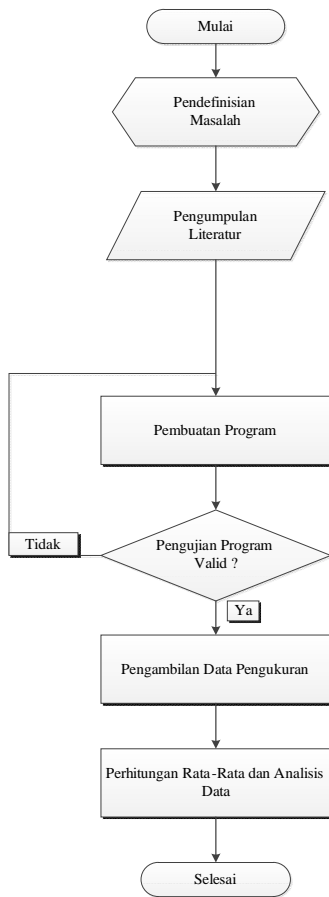 Mulai
Pendefinisian
Masalah
Pengumpulan
Literatur
Pembuatan Program
Pengujian Program
Valid ?
Tidak
Ya
Pengambilan Data Pengukuran
Perhitungan Rata-Rata dan Analisis
Data
Selesai